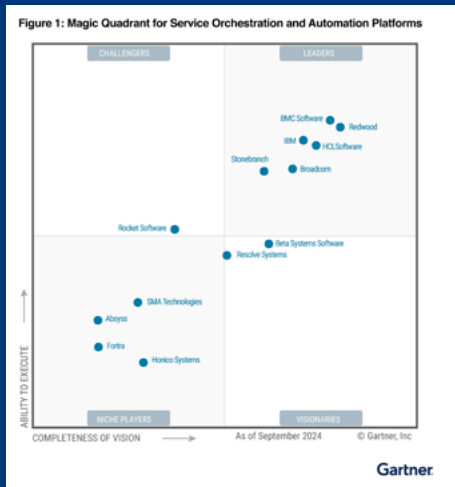 Figure 1: Magic Quadrant for Service Orchestration and Automation Platforms
CHALLENGERS
LEADERS
BMC Software
Redwood
IBM
HCLSoftware
Stonebranch
Broadcom
Rocket Software
Beta Systems Software
Resolve Systems
SMA Technologies
Absyss
Fortra
Honico Systems
ABILITY TO EXECUTE
NICHE PLAYERS
VISIONARIES
COMPLETENESS OF VISION
As of September 2024
© Gartner, Inc
Gartner